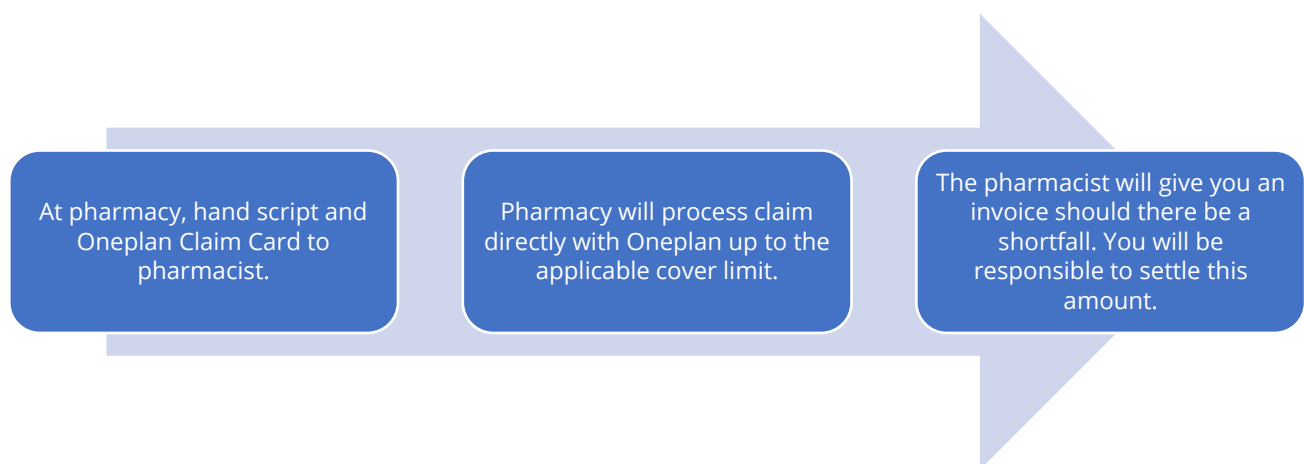 At pharmacy, hand script and
Oneplan Claim Card to
pharmacist.
Pharmacy will process claim
directly with Oneplan up to the
applicable cover limit.
The pharmacist will give you an
invoice should there be a
shortfall. You will be
responsible to settle this
amount.